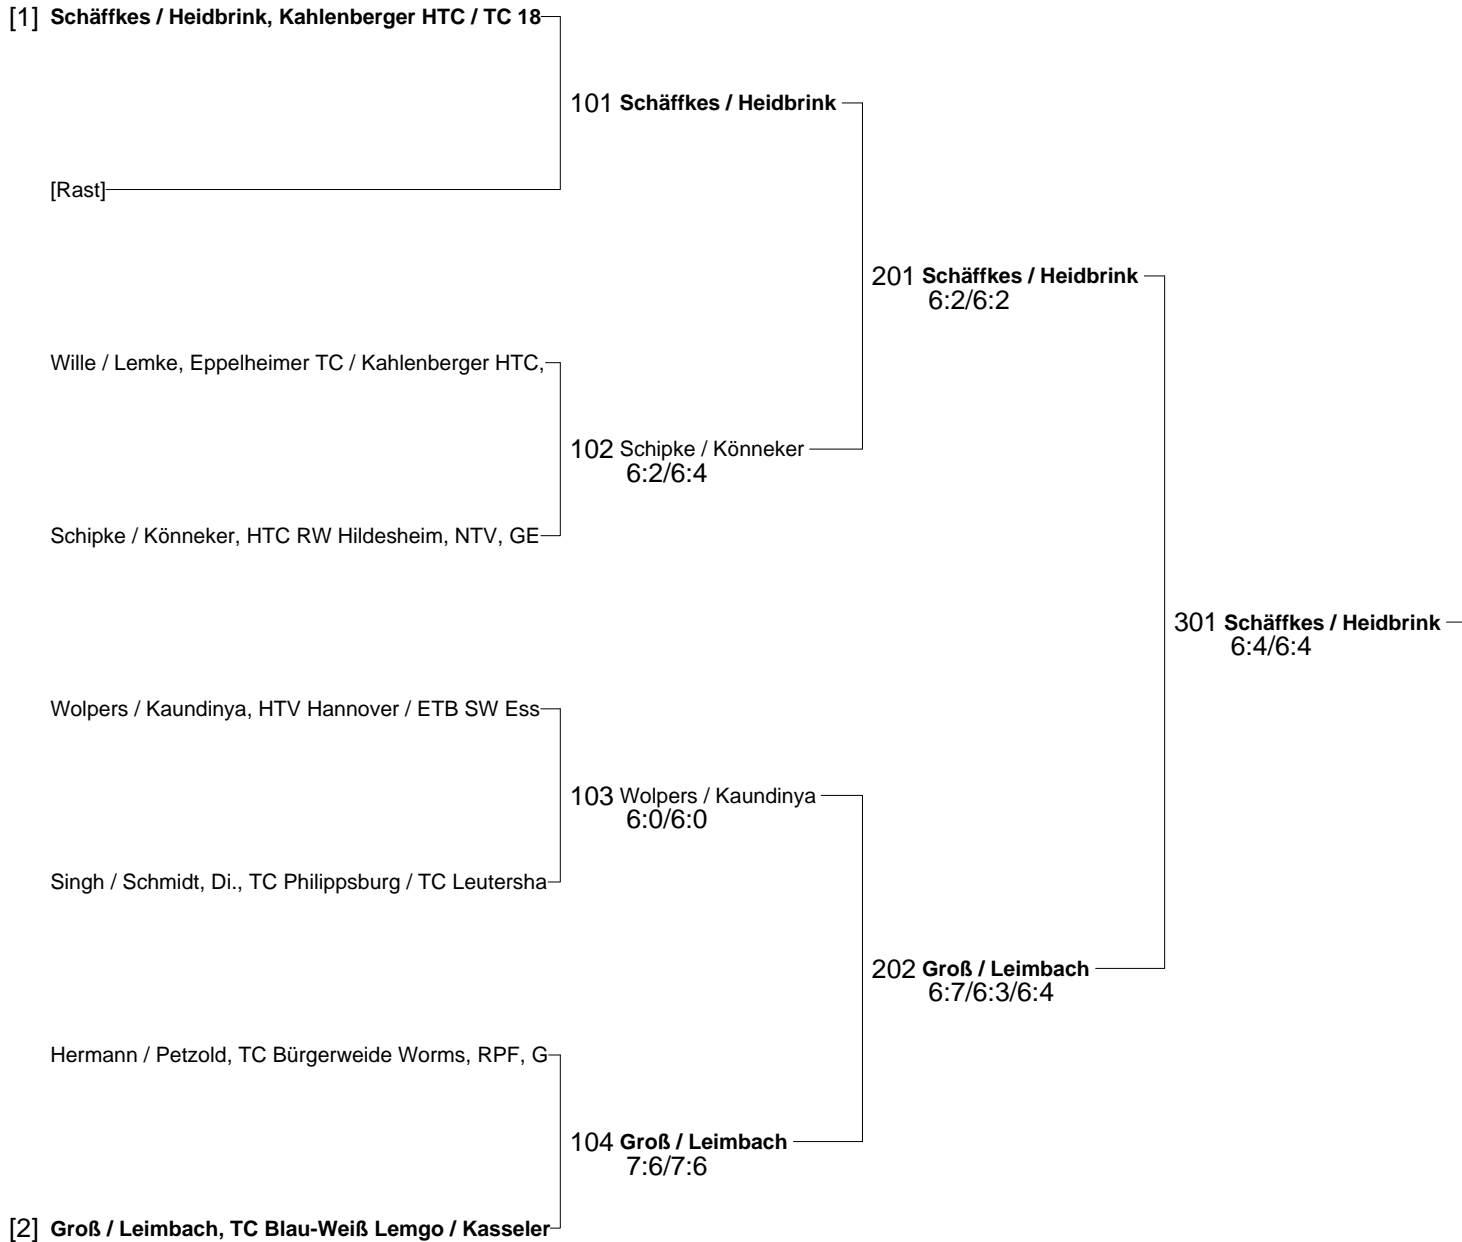 [1] Schäffkes / Heidbrink, Kahlenberger HTC / TC 18
101 Schäffkes / Heidbrink
[Rast]
201 Schäffkes / Heidbrink
6:2/6:2
Wille / Lemke, Eppelheimer TC / Kahlenberger HTC,
102 Schipke / Könneker
6:2/6:4
Schipke / Könneker, HTC RW Hildesheim, NTV, GE
301 Schäffkes / Heidbrink
6:4/6:4
Wolpers / Kaundinya, HTV Hannover / ETB SW Ess
103 Wolpers / Kaundinya
6:0/6:0
Singh / Schmidt, Di., TC Philippsburg / TC Leutersha
202 Groß / Leimbach
6:7/6:3/6:4
Hermann / Petzold, TC Bürgerweide Worms, RPF, G
104 Groß / Leimbach
7:6/7:6
[2] Groß / Leimbach, TC Blau-Weiß Lemgo / Kasseler